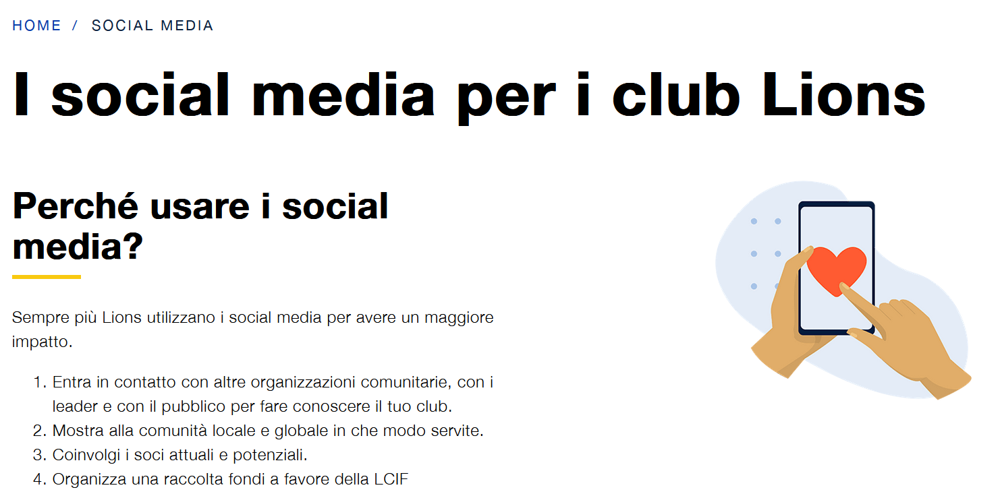 HOME / SOCIAL MEDIA
I social media per i club Lions
Perché usare i social
media?
Sempre più Lions utilizzano i social media per avere un maggiore
impatto.
1. Entra in contatto con altre organizzazioni comunitarie, con i
leader e con il pubblico per fare conoscere il tuo club.
2. Mostra alla comunità locale e globale in che modo servite.
3. Coinvolgi i soci attuali e potenziali.
4. Organizza una raccolta fondi a favore della LCIF